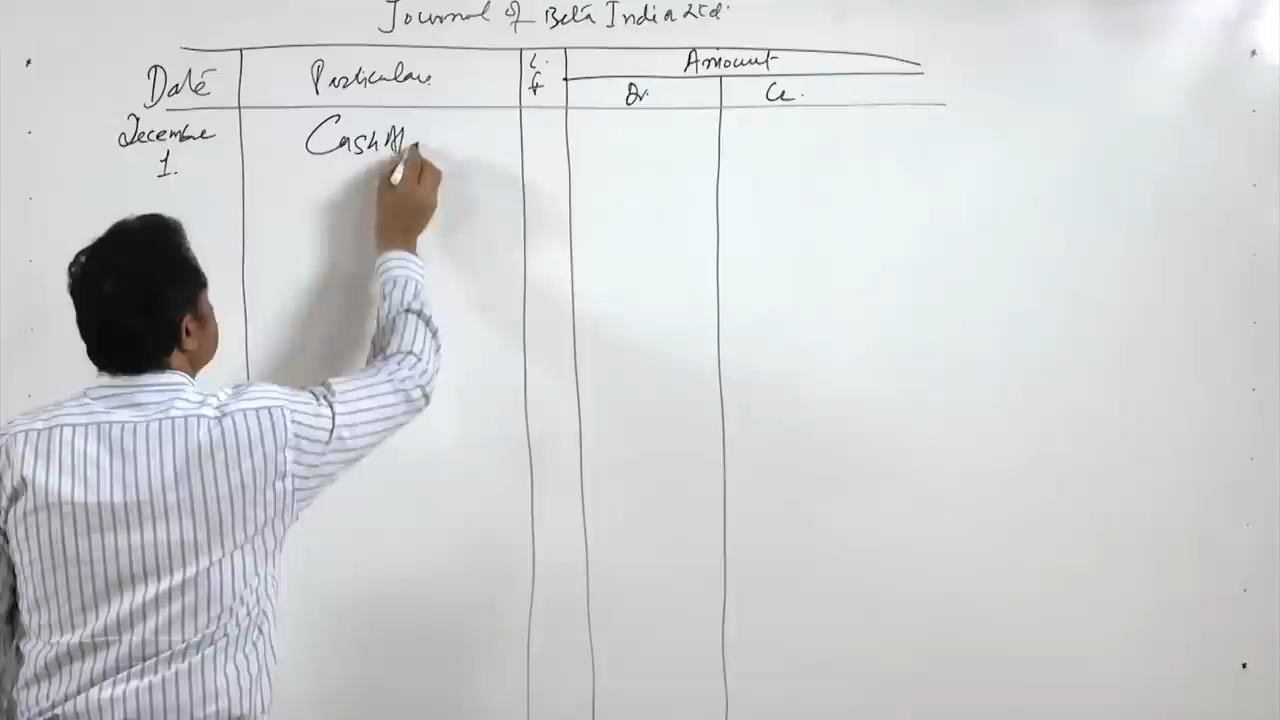 Journal of Beta India Ltd.
Date Particulars L.F Amount
Dr. Cr.
December
1. Cash A